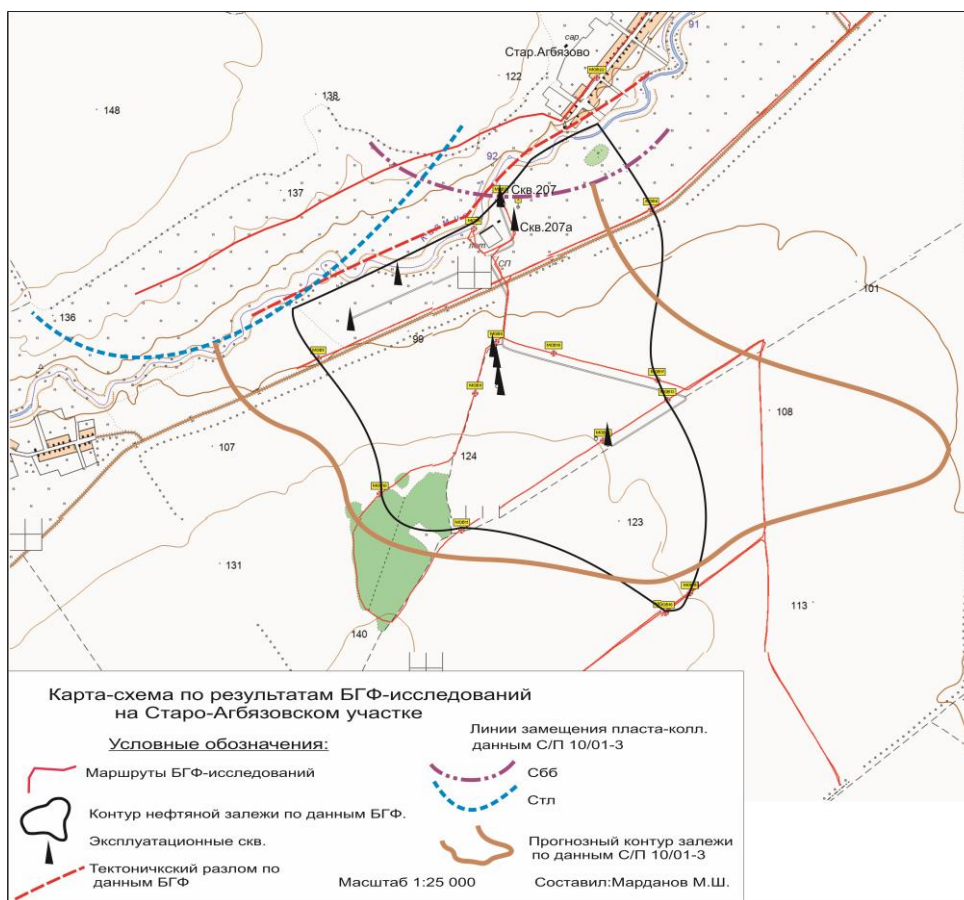 сар.
Стар.Агбязово
91
122
148
138
92
137
Скв.207
Скв.207а
лет.
СП
101
136
99
108
107
124
123
131
113
140
Карта-схема по результатам БГФ-исследований
на Старо-Агбязовском участке
Условные обозначения:
Маршруты БГФ-исследований
Контур нефтяной залежи по данным БГФ.
Эксплуатационные скв.
Тектоничкский разлом по
данным БГФ
Линии замещения пласта-колл.
данным С/П 10/01-3
Сбб
Стл
Прогнозный контур залежи
по данным С/П 10/01-3
Масштаб 1:25 000
Составил:Марданов М.Ш.